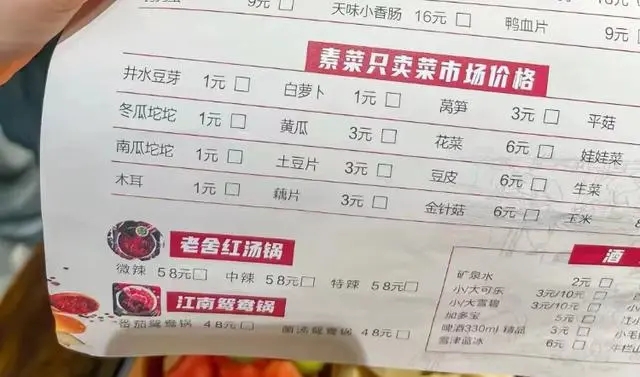 9元 天味小香肠 16元 鸭血片 9元
素菜只卖菜市场价格
井水豆芽 1元 白萝卜 1元 莴笋 3元 平菇
冬瓜坨坨 1元 黄瓜 3元 花菜 6元 娃娃菜
南瓜坨坨 1元 土豆片 3元 豆皮 6元 生菜
木耳 1元 藕片 3元 金针菇 6元 玉米
老舍红汤锅
微辣 58元 中辣 58元 特辣 58元
江南鸳鸯锅
番茄鸳鸯锅 48元 菌汤鸳鸯锅 48元
酒
矿泉水 2元
小/大可乐 3元/10元
小/大雪碧 3元/10元
加多宝 5元
啤酒330ml 精品 3元
雪津蓝冰 6元 牛栏山